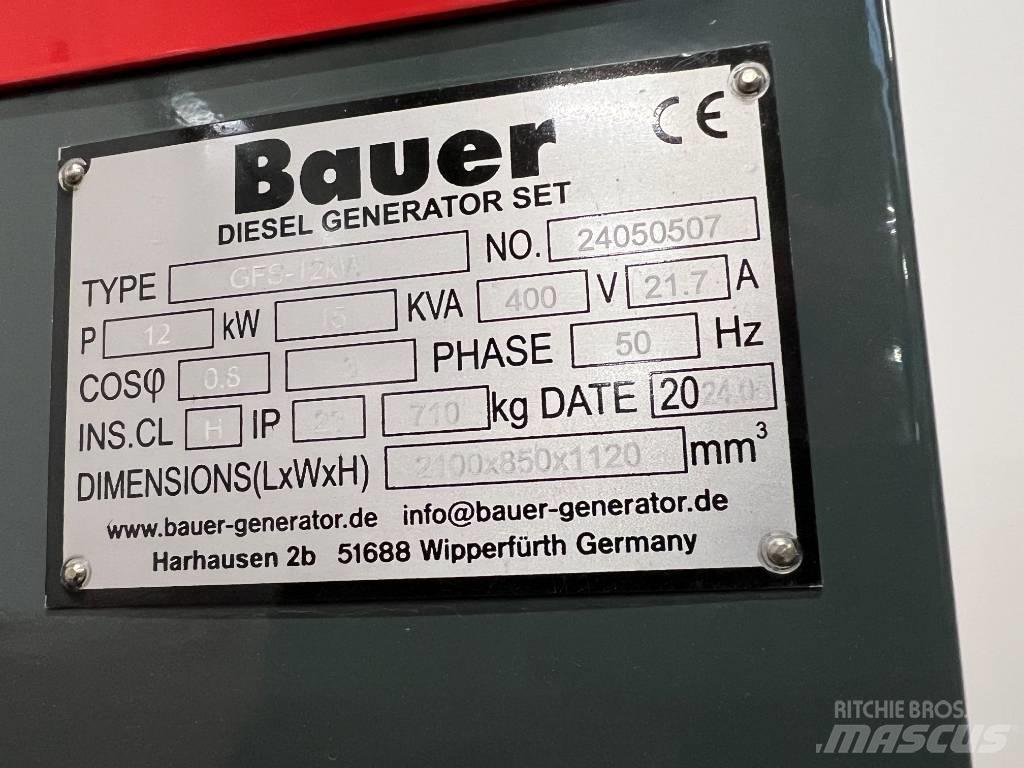 Bauer CE
DIESEL GENERATOR SET
TYPE GFS-12kW NO. 24050507
P 12 kW 15 KVA 400 V 21.7 A
COSφ 0.8 3 PHASE 50 Hz
INS.CL H IP 710 kg DATE 2024.05
DIMENSIONS(LxWxH) 2100x850x1120 mm³
www.bauer-generator.de info@bauer-generator.de
Harhausen 2b 51688 Wipperfürth Germany
RITCHIE BROS.
MASCUS